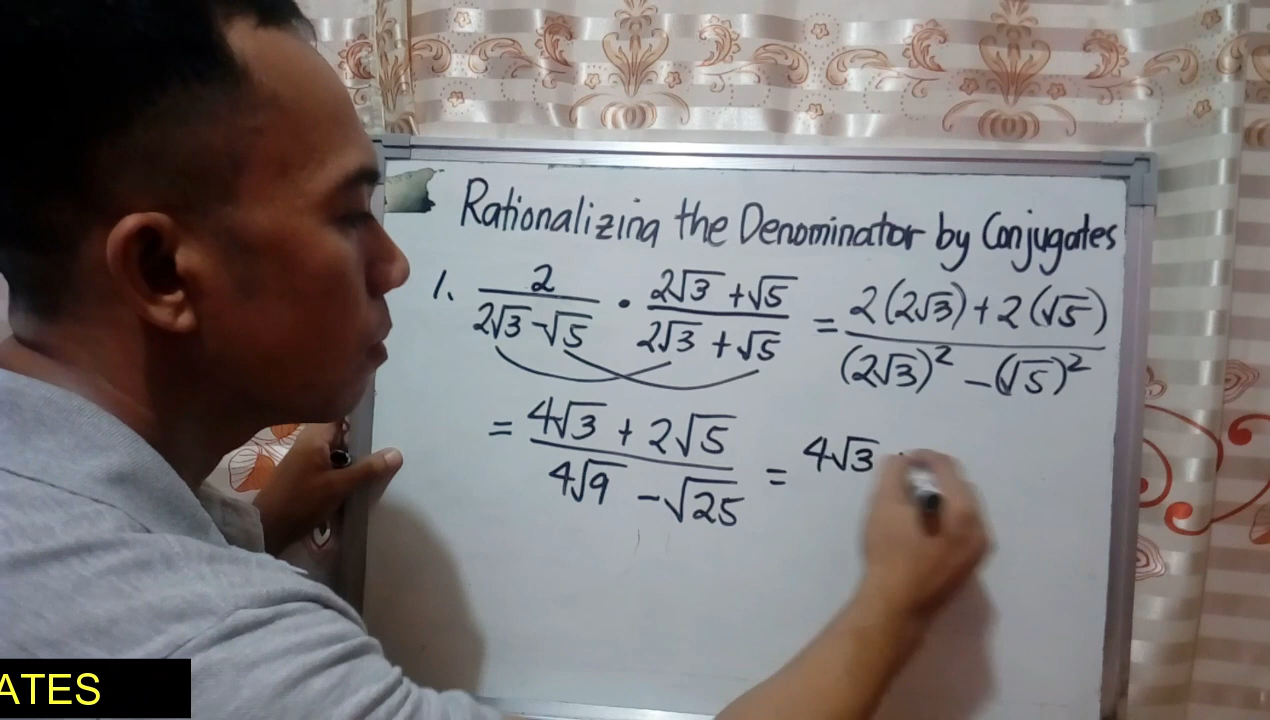 Rationalizing the Denominator by Conjugates
1. 2/(2√3 - √5) · (2√3 + √5)/(2√3 + √5) = (2(2√3) + 2(√5))/((2√3)² - (√5)²)
= (4√3 + 2√5)/(4√9 - √25) = 4√3
ATES